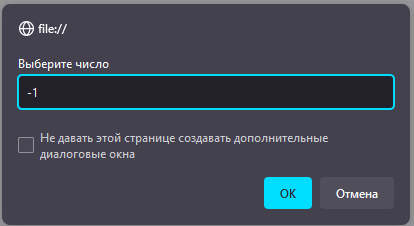 file://
Выберите число
-1
Не давать этой странице создавать дополнительные
диалоговые окна
OK
Отмена